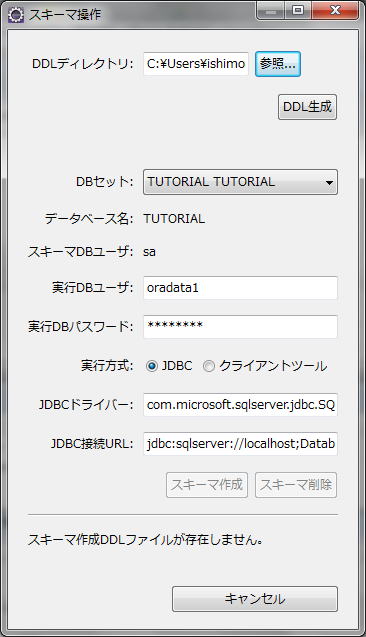 スキーマ操作
DDLディレクトリ: C:¥Users¥ishimo 参照...
DDL生成
DBセット: TUTORIAL TUTORIAL
データベース名: TUTORIAL
スキーマDBユーザ: sa
実行DBユーザ: oradata1
実行DBパスワード: ********
実行方式: JDBC クライアントツール
JDBCドライバー: com.microsoft.sqlserver.jdbc.SQ
JDBC接続URL: jdbc:sqlserver://localhost;Datab
スキーマ作成 スキーマ削除
スキーマ作成DDLファイルが存在しません。
キャンセル